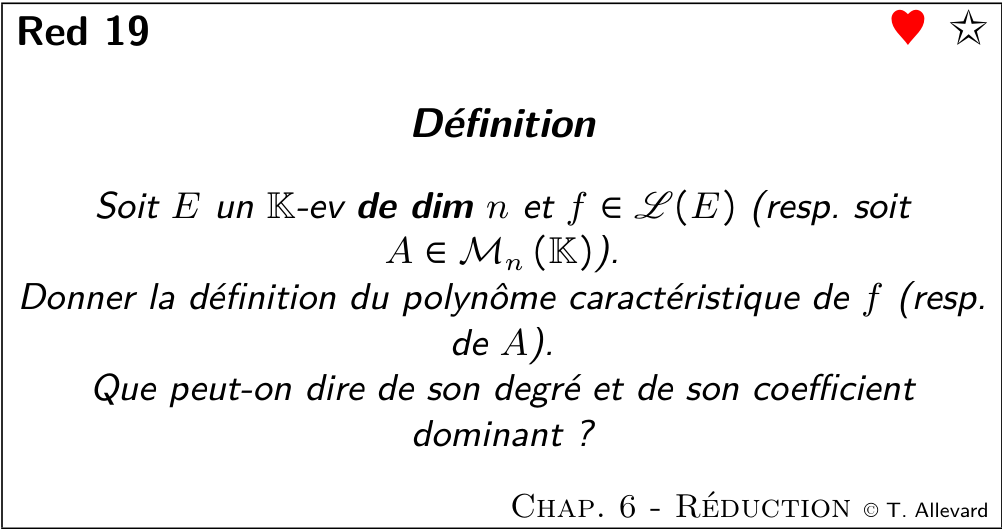 Red 19 ♥ ☆
Définition
Soit E un 𝕂-ev de dim n et f ∈ ℒ(E) (resp. soit
A ∈ ℳₙ (𝕂)).
Donner la définition du polynôme caractéristique de f (resp.
de A).
Que peut-on dire de son degré et de son coefficient
dominant ?
CHAP. 6 - RÉDUCTION © T. Allevard